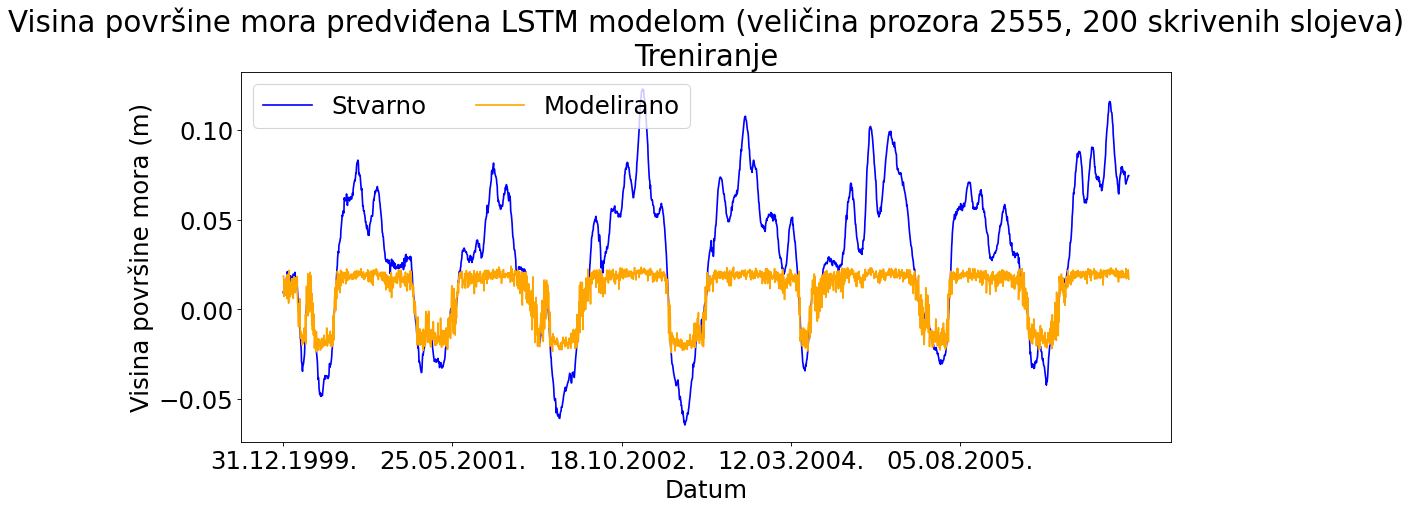 Visina površine mora predviđena LSTM modelom (veličina prozora 2555, 200 skrivenih slojeva)
Treniranje
Stvarno Modelirano
Visina površine mora (m)
0.10
0.05
0.00
−0.05
31.12.1999. 25.05.2001. 18.10.2002. 12.03.2004. 05.08.2005.
Datum